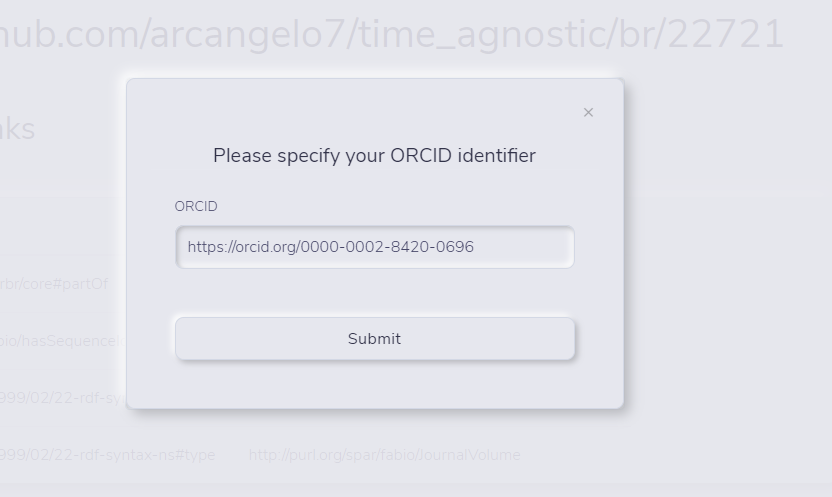 hub.com/arcangelo7/time_agnostic/br/22721
nks
×
Please specify your ORCID identifier
ORCID
https://orcid.org/0000-0002-8420-0696
rbr/core#partOf
bio/hasSequence
Submit
999/02/22-rdf-sy
999/02/22-rdf-syntax-ns#type http://purl.org/spar/fabio/JournalVolume